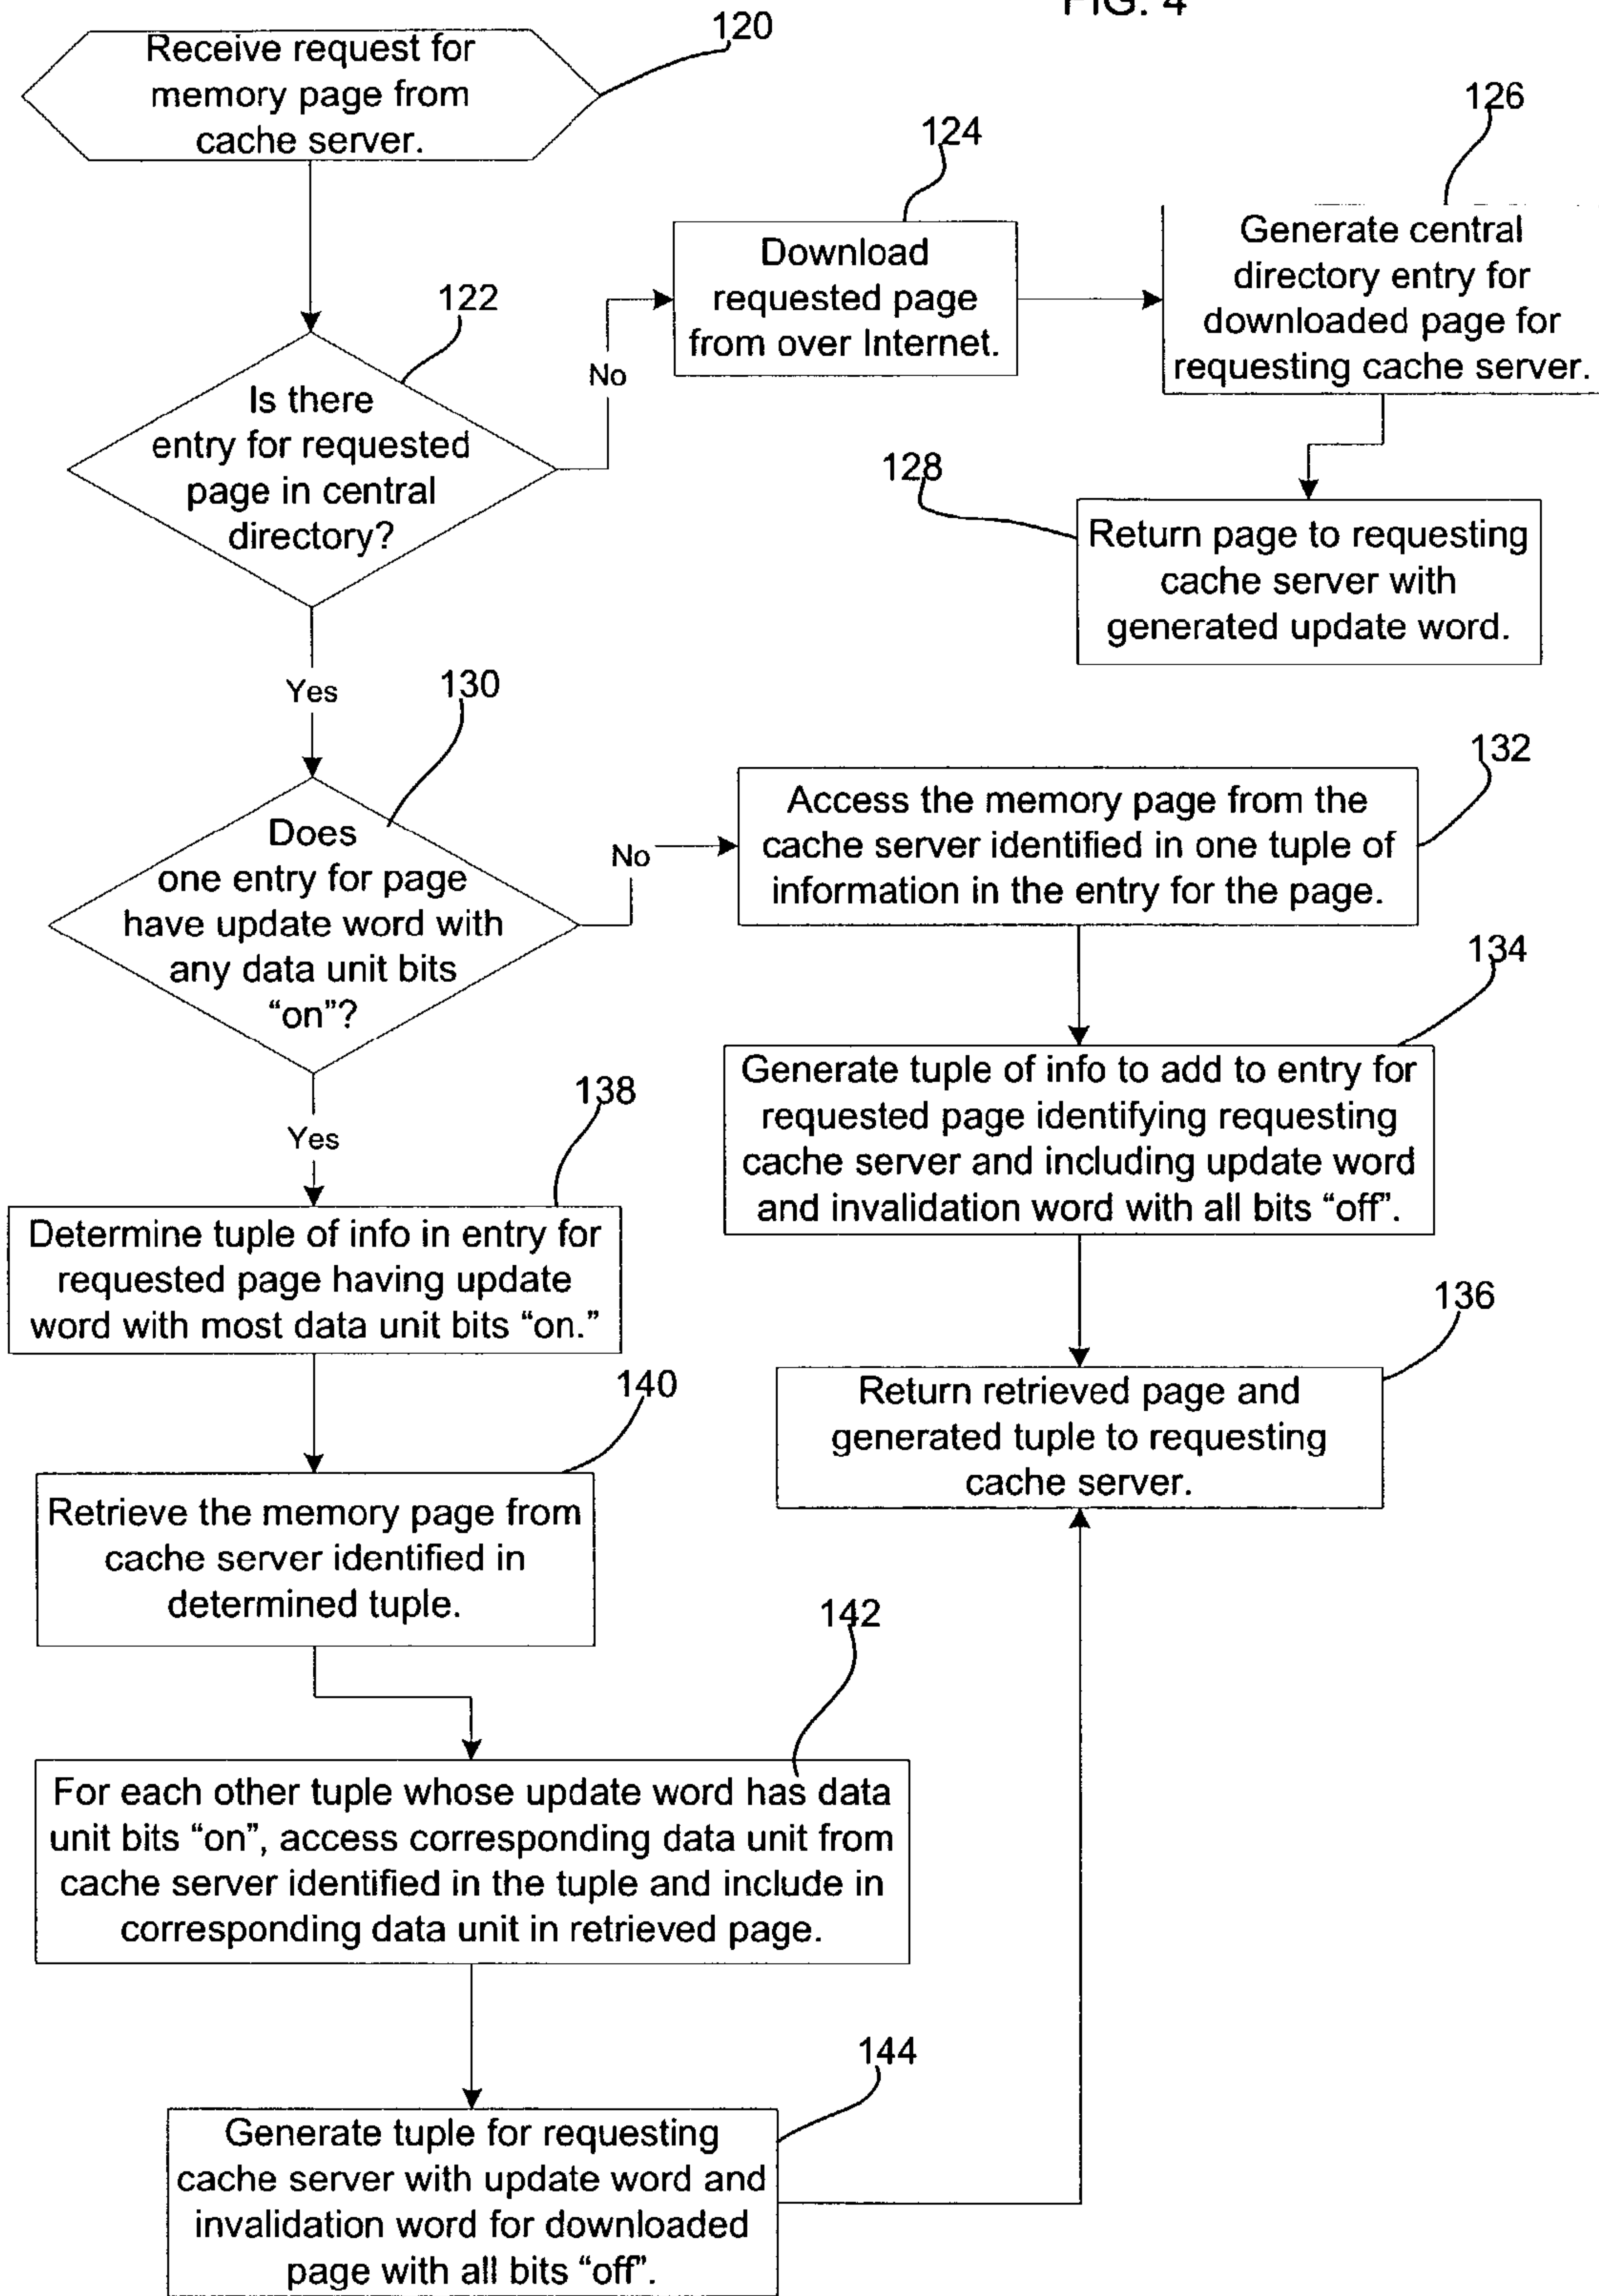 FIG. 4
120
Receive request for
memory page from
cache server.
122
Is there
entry for requested
page in central
directory?
No
124
Download
requested page
from over Internet.
126
Generate central
directory entry for
downloaded page for
requesting cache server.
128
Return page to requesting
cache server with
generated update word.
Yes
130
Does
one entry for page
have update word with
any data unit bits
“on”?
No
132
Access the memory page from the
cache server identified in one tuple of
information in the entry for the page.
134
Generate tuple of info to add to entry for
requested page identifying requesting
cache server and including update word
and invalidation word with all bits “off”.
136
Return retrieved page and
generated tuple to requesting
cache server.
Yes
138
Determine tuple of info in entry for
requested page having update
word with most data unit bits “on.”
140
Retrieve the memory page from
cache server identified in
determined tuple.
142
For each other tuple whose update word has data
unit bits “on”, access corresponding data unit from
cache server identified in the tuple and include in
corresponding data unit in retrieved page.
144
Generate tuple for requesting
cache server with update word and
invalidation word for downloaded
page with all bits “off”.